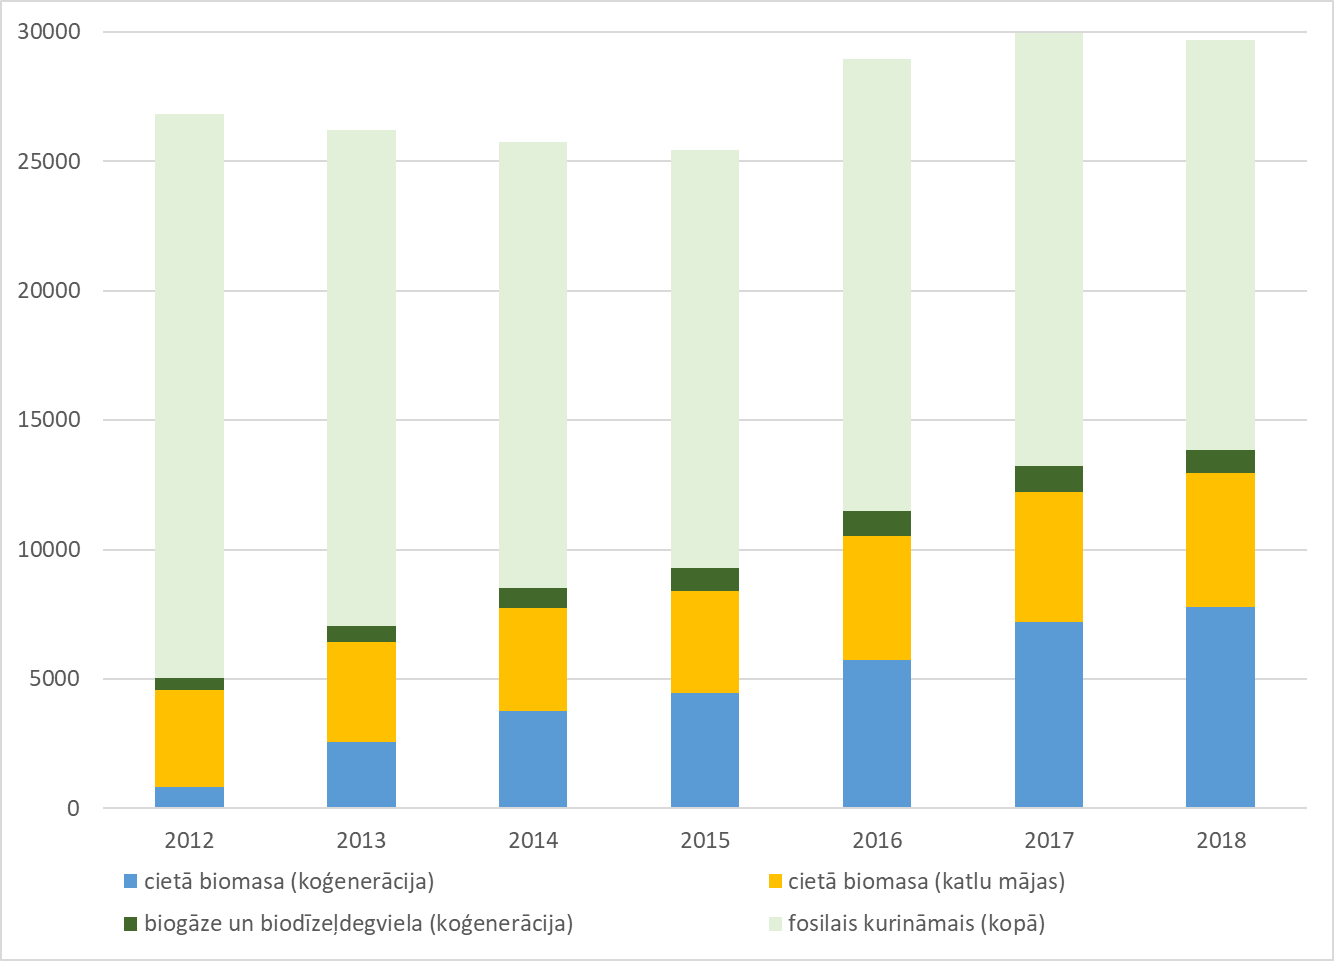 30000
25000
20000
15000
10000
5000
0
2012 2013 2014 2015 2016 2017 2018
cietā biomasa (koģenerācija) cietā biomasa (katlu mājas)
biogāze un biodīzeļdegviela (koģenerācija) fosilais kurināmais (kopā)